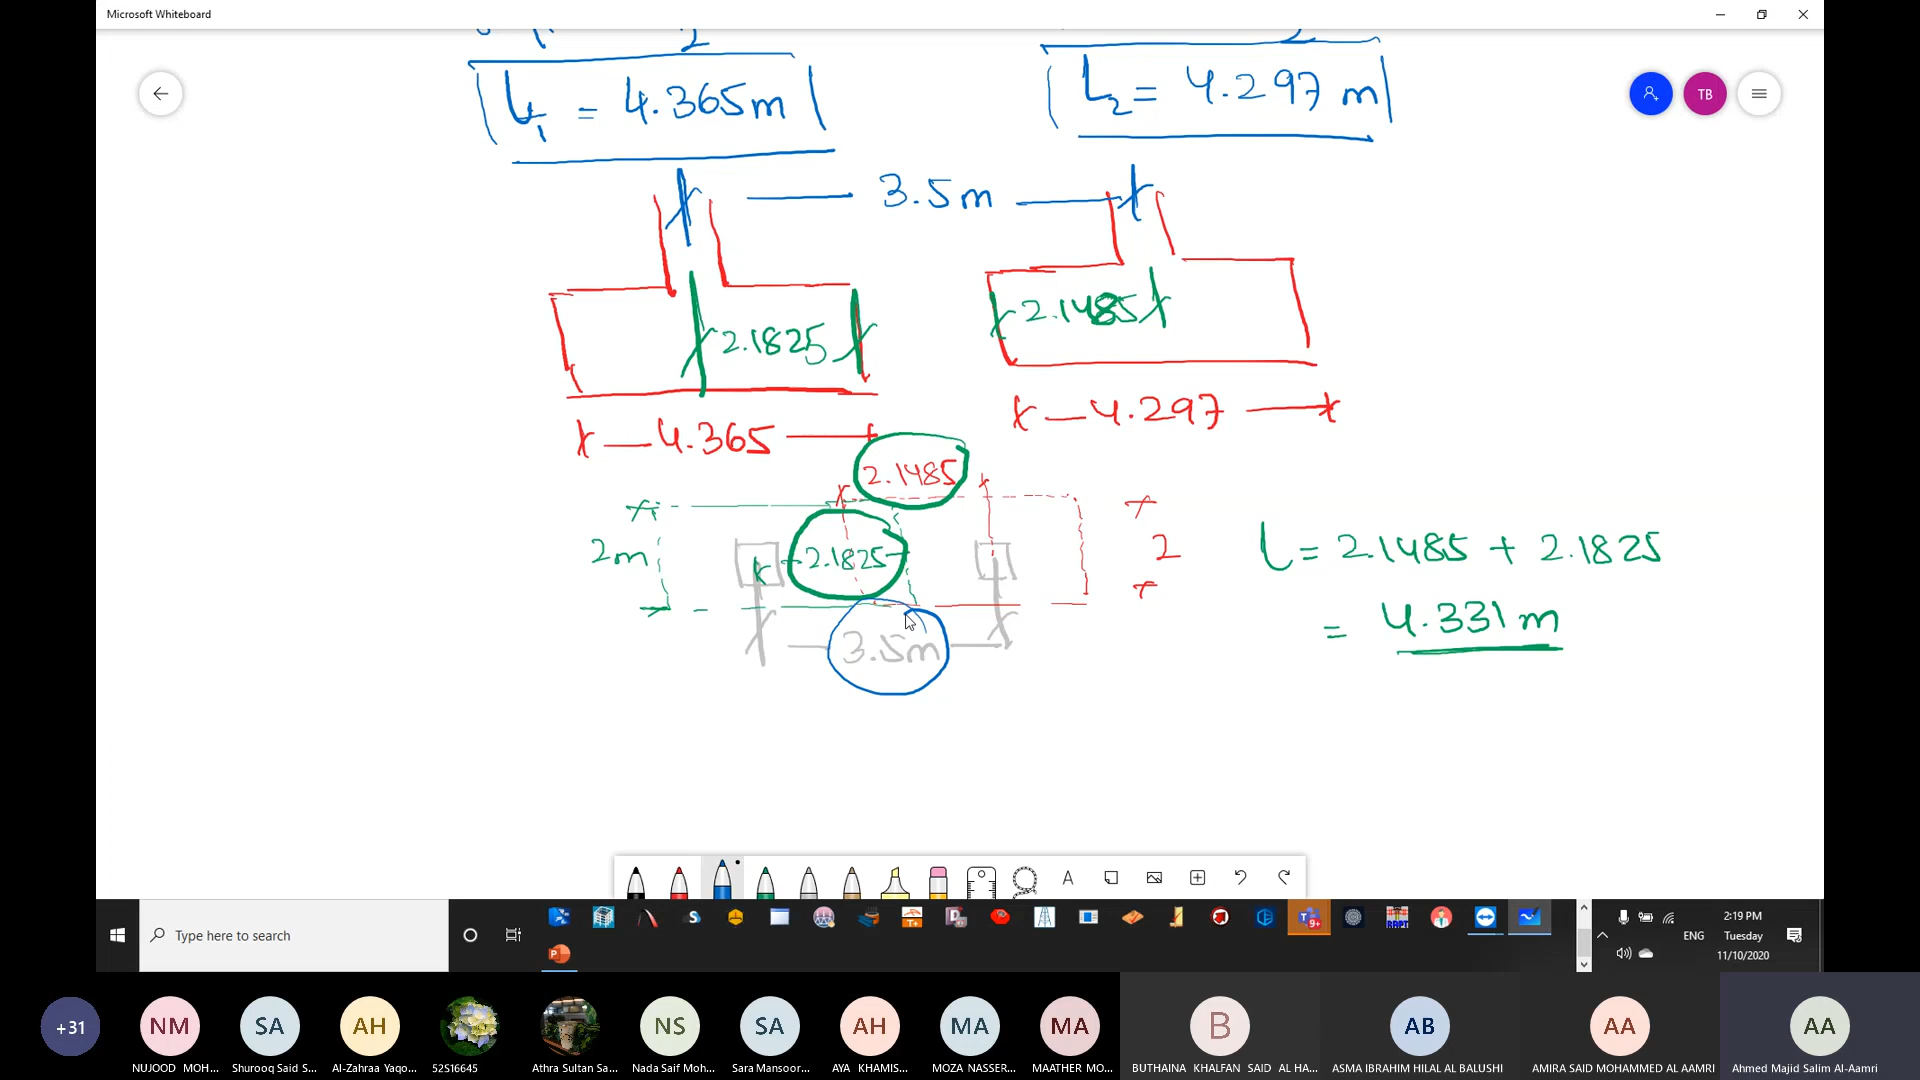 Microsoft Whiteboard
L1 = 4.365m
L2 = 4.297 m
TB
3.5m
2.1825
2.1485
4.365
4.297
2.1485
2m
2.1825
2
3.5m
L = 2.1485 + 2.1825
= 4.331 m
A
Type here to search
9+
ENG
2:19 PM
Tuesday
11/10/2020
+31
NM
SA
AH
NS
SA
AH
MA
MA
B
AB
AA
AA
NUJOOD MOH...
Shurooq Said S...
Al-Zahraa Yaqo...
52S16645
Athra Sultan Sa...
Nada Saif Moh...
Sara Mansoor...
AYA KHAMIS...
MOZA NASSER...
MAATHER MO...
BUTHAINA KHALFAN SAID AL HA...
ASMA IBRAHIM HILAL AL BALUSHI
AMIRA SAID MOHAMMED AL AAMRI
Ahmed Majid Salim Al-Aamri